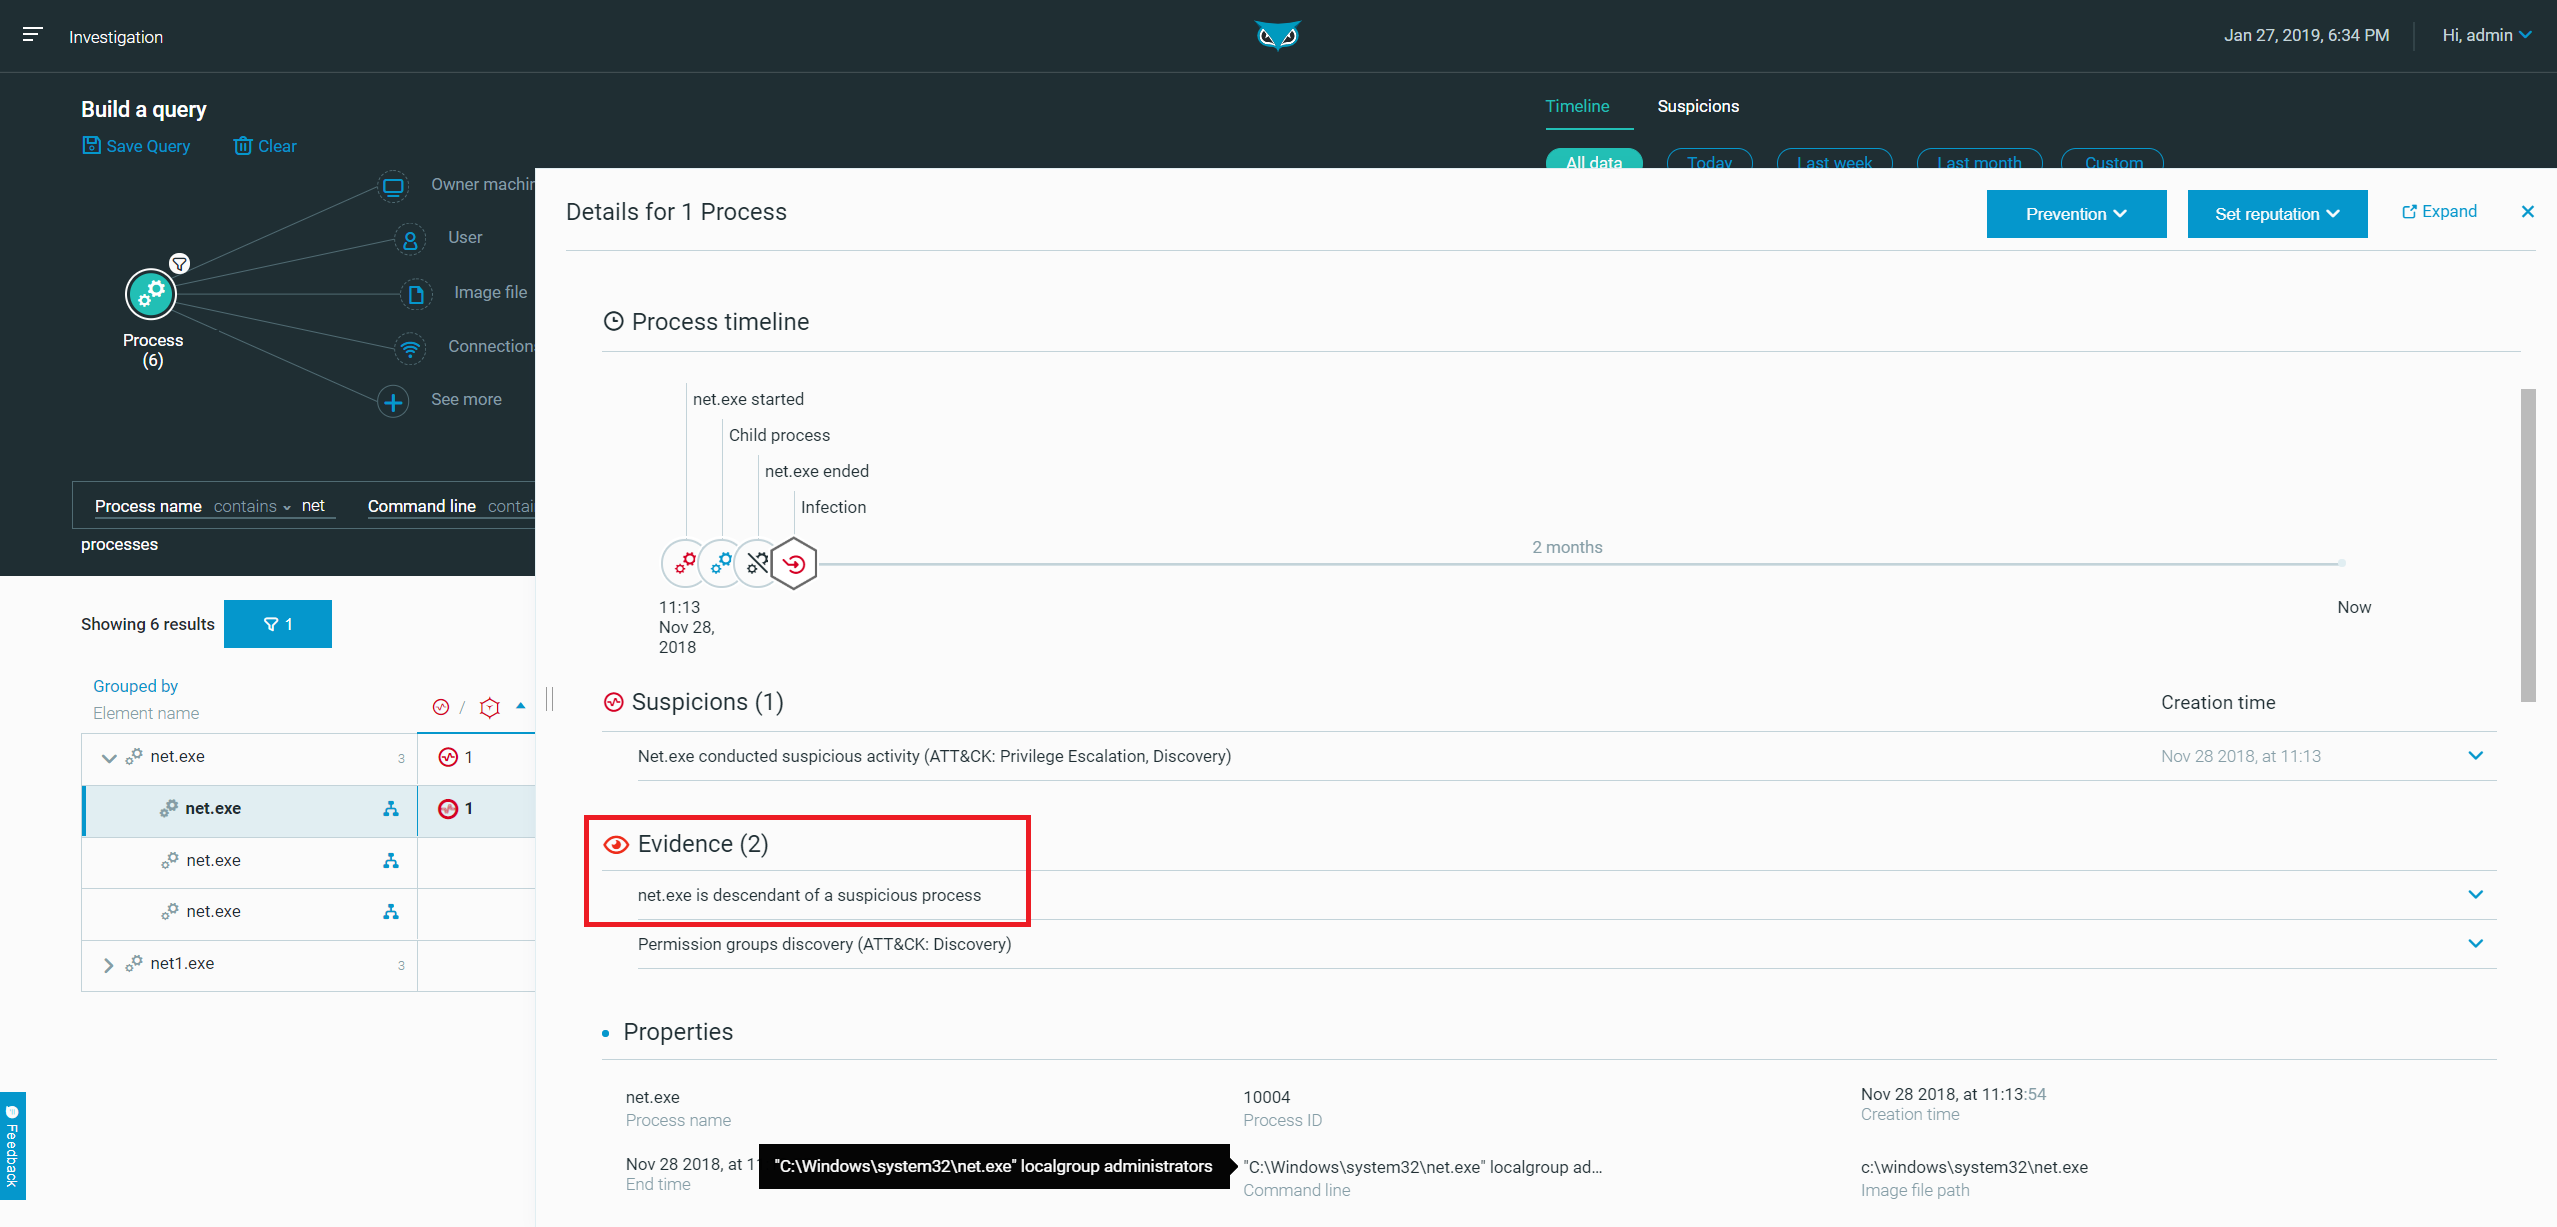 Investigation
Jan 27, 2019, 6:34 PM
Hi, admin
Build a query
Save Query
Clear
Timeline
Suspicions
All data
Today
Last week
Last month
Custom
Owner machin
User
Image file
Connection
See more
Process
(6)
Process name contains net
Command line contai
processes
Showing 6 results
1
Grouped by
Element name
/
net.exe 3 1
net.exe 1
net.exe
net.exe
net1.exe 3
Feedback
Details for 1 Process
Prevention
Set reputation
Expand
Process timeline
net.exe started
Child process
net.exe ended
Infection
2 months
11:13
Nov 28,
2018
Now
Suspicions (1)
Creation time
Net.exe conducted suspicious activity (ATT&CK: Privilege Escalation, Discovery)
Nov 28 2018, at 11:13
Evidence (2)
net.exe is descendant of a suspicious process
Permission groups discovery (ATT&CK: Discovery)
Properties
net.exe
Process name
10004
Process ID
Nov 28 2018, at 11:13:54
Creation time
Nov 28 2018, at 11
End time
"C:\Windows\system32\net.exe" localgroup administrators
"C:\Windows\system32\net.exe" localgroup ad...
Command line
c:\windows\system32\net.exe
Image file path